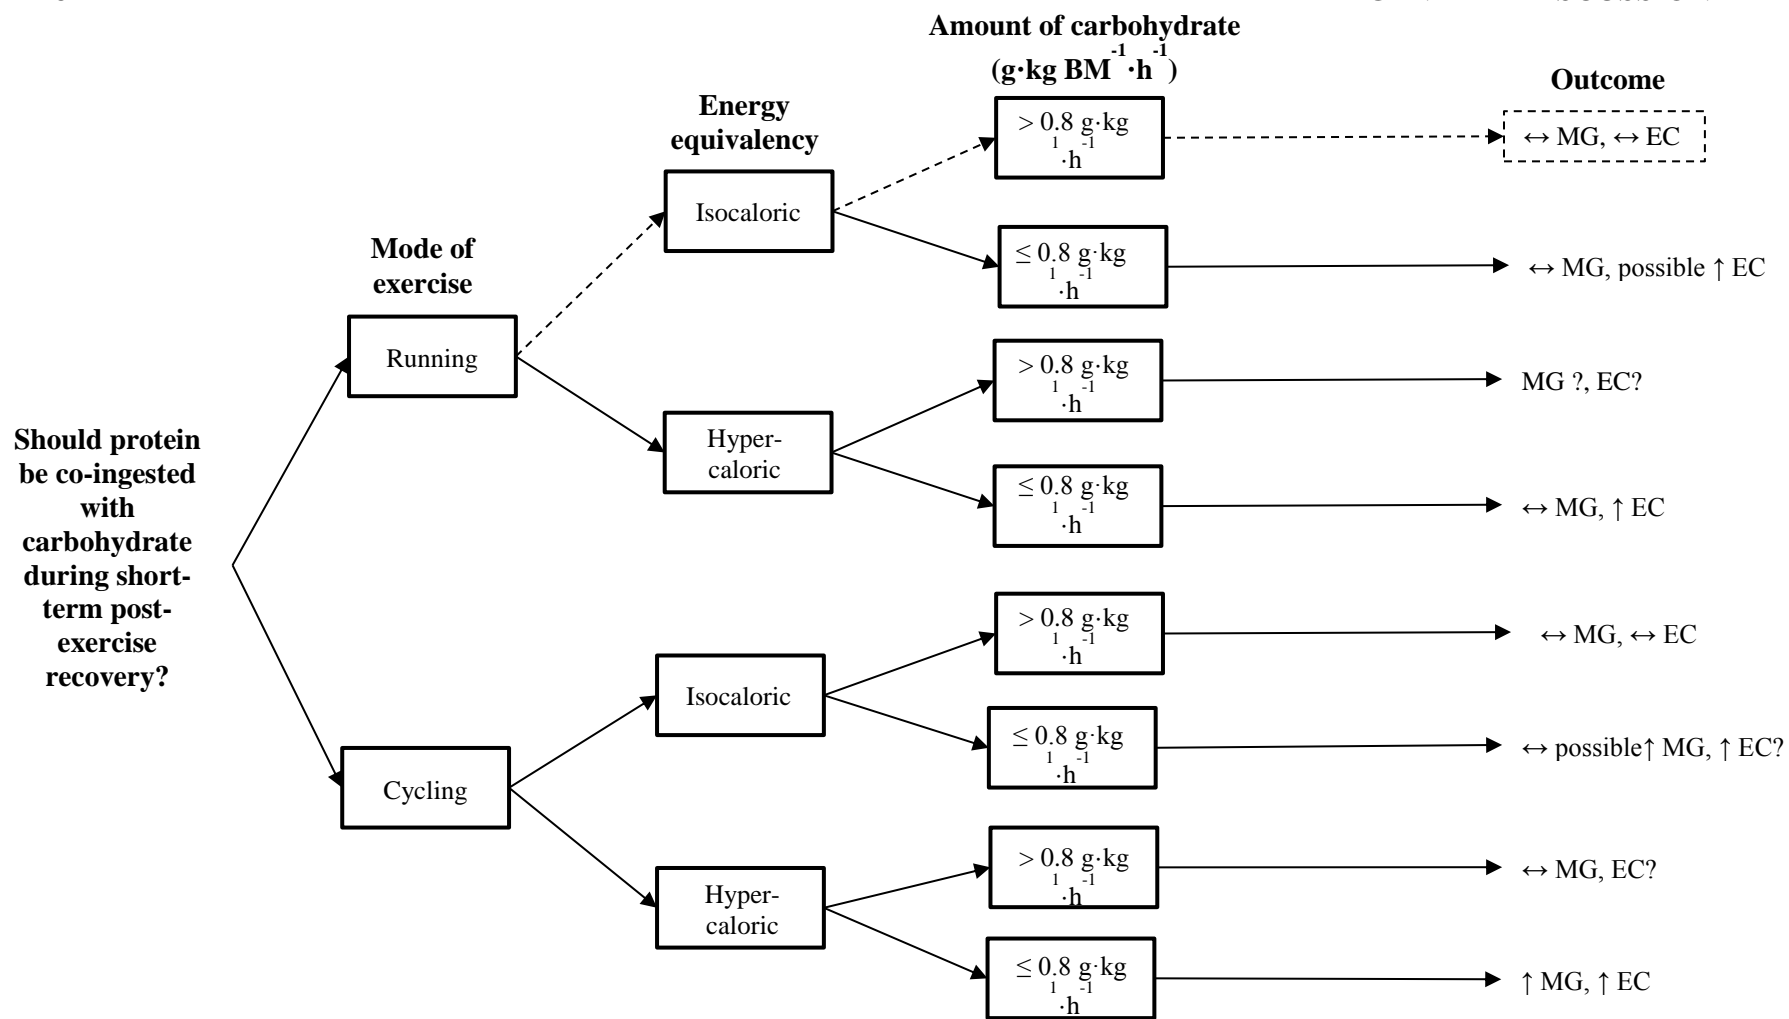 Amount of carbohydrate
(g·kg BM-1·h-1)
Outcome
Energy
equivalency
Mode of
exercise
Should protein
be co-ingested
with
carbohydrate
during short-
term post-
exercise
recovery?
Running
Isocaloric
> 0.8 g·kg
1 -1
·h
↔ MG, ↔ EC
≤ 0.8 g·kg
1 -1
·h
↔ MG, possible ↑ EC
Hyper-
caloric
> 0.8 g·kg
1 -1
·h
MG ?, EC?
≤ 0.8 g·kg
1 -1
·h
↔ MG, ↑ EC
Cycling
Isocaloric
> 0.8 g·kg
1 -1
·h
↔ MG, ↔ EC
≤ 0.8 g·kg
1 -1
·h
↔ possible↑ MG, ↑ EC?
Hyper-
caloric
> 0.8 g·kg
1 -1
·h
↔ MG, EC?
≤ 0.8 g·kg
1 -1
·h
↑ MG, ↑ EC